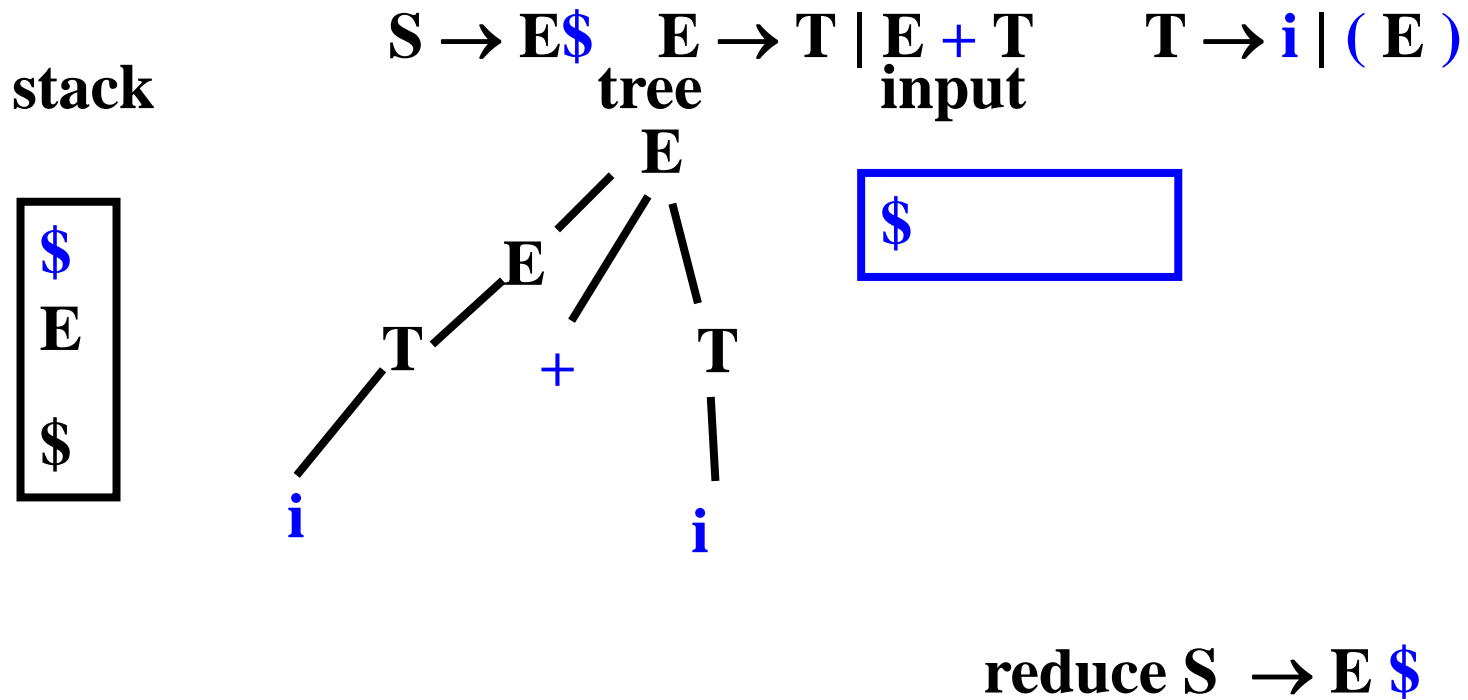 S → E$ E → T | E + T T → i | ( E )
stack tree input
E
$
$
E
E
T
+
T
$
i
i
reduce S → E $